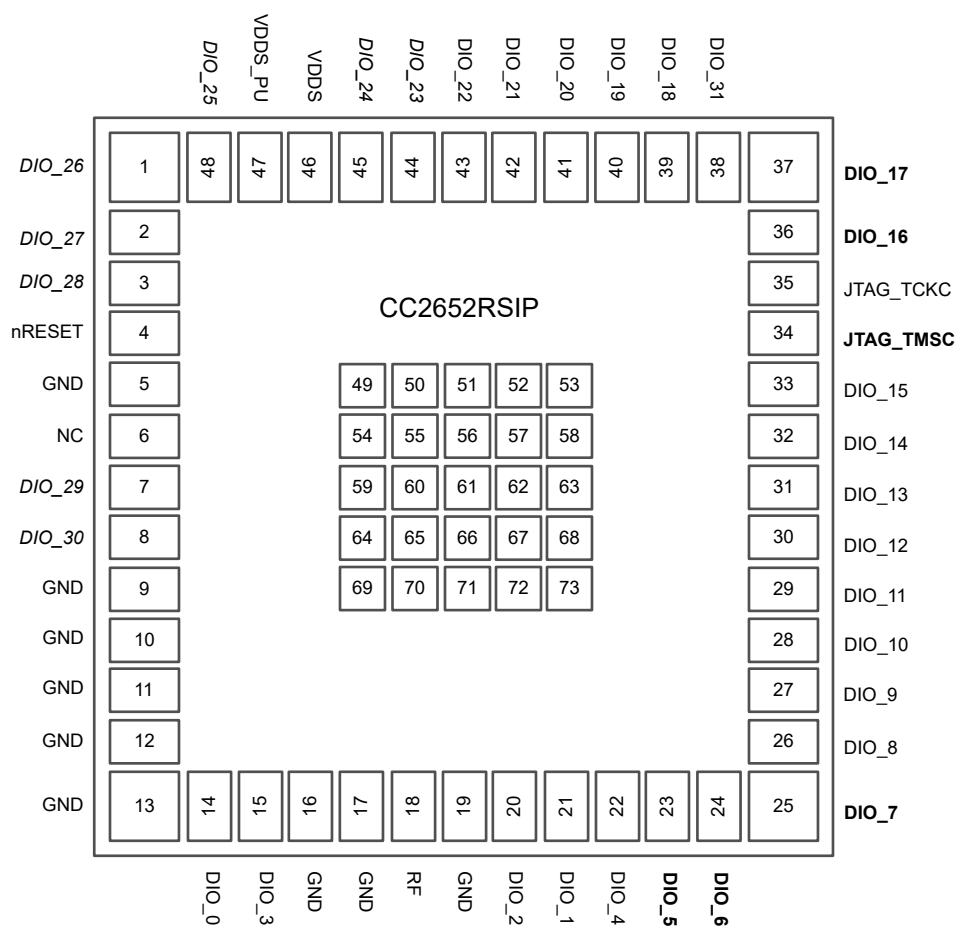 DIO_25
VDDS_PU
VDDS
DIO_24
DIO_23
DIO_22
DIO_21
DIO_20
DIO_19
DIO_18
DIO_31
DIO_26
1
48
47
46
45
44
43
42
41
40
39
38
37
DIO_17
DIO_27
2
36
DIO_16
DIO_28
3
35
JTAG_TCKC
CC2652RSIP
nRESET
4
34
JTAG_TMSC
GND
5
49
50
51
52
53
33
DIO_15
NC
6
54
55
56
57
58
32
DIO_14
DIO_29
7
59
60
61
62
63
31
DIO_13
DIO_30
8
64
65
66
67
68
30
DIO_12
GND
9
69
70
71
72
73
29
DIO_11
GND
10
28
DIO_10
GND
11
27
DIO_9
GND
12
26
DIO_8
GND
13
14
15
16
17
18
19
20
21
22
23
24
25
DIO_7
DIO_0
DIO_3
GND
GND
RF
GND
DIO_2
DIO_1
DIO_4
DIO_5
DIO_6